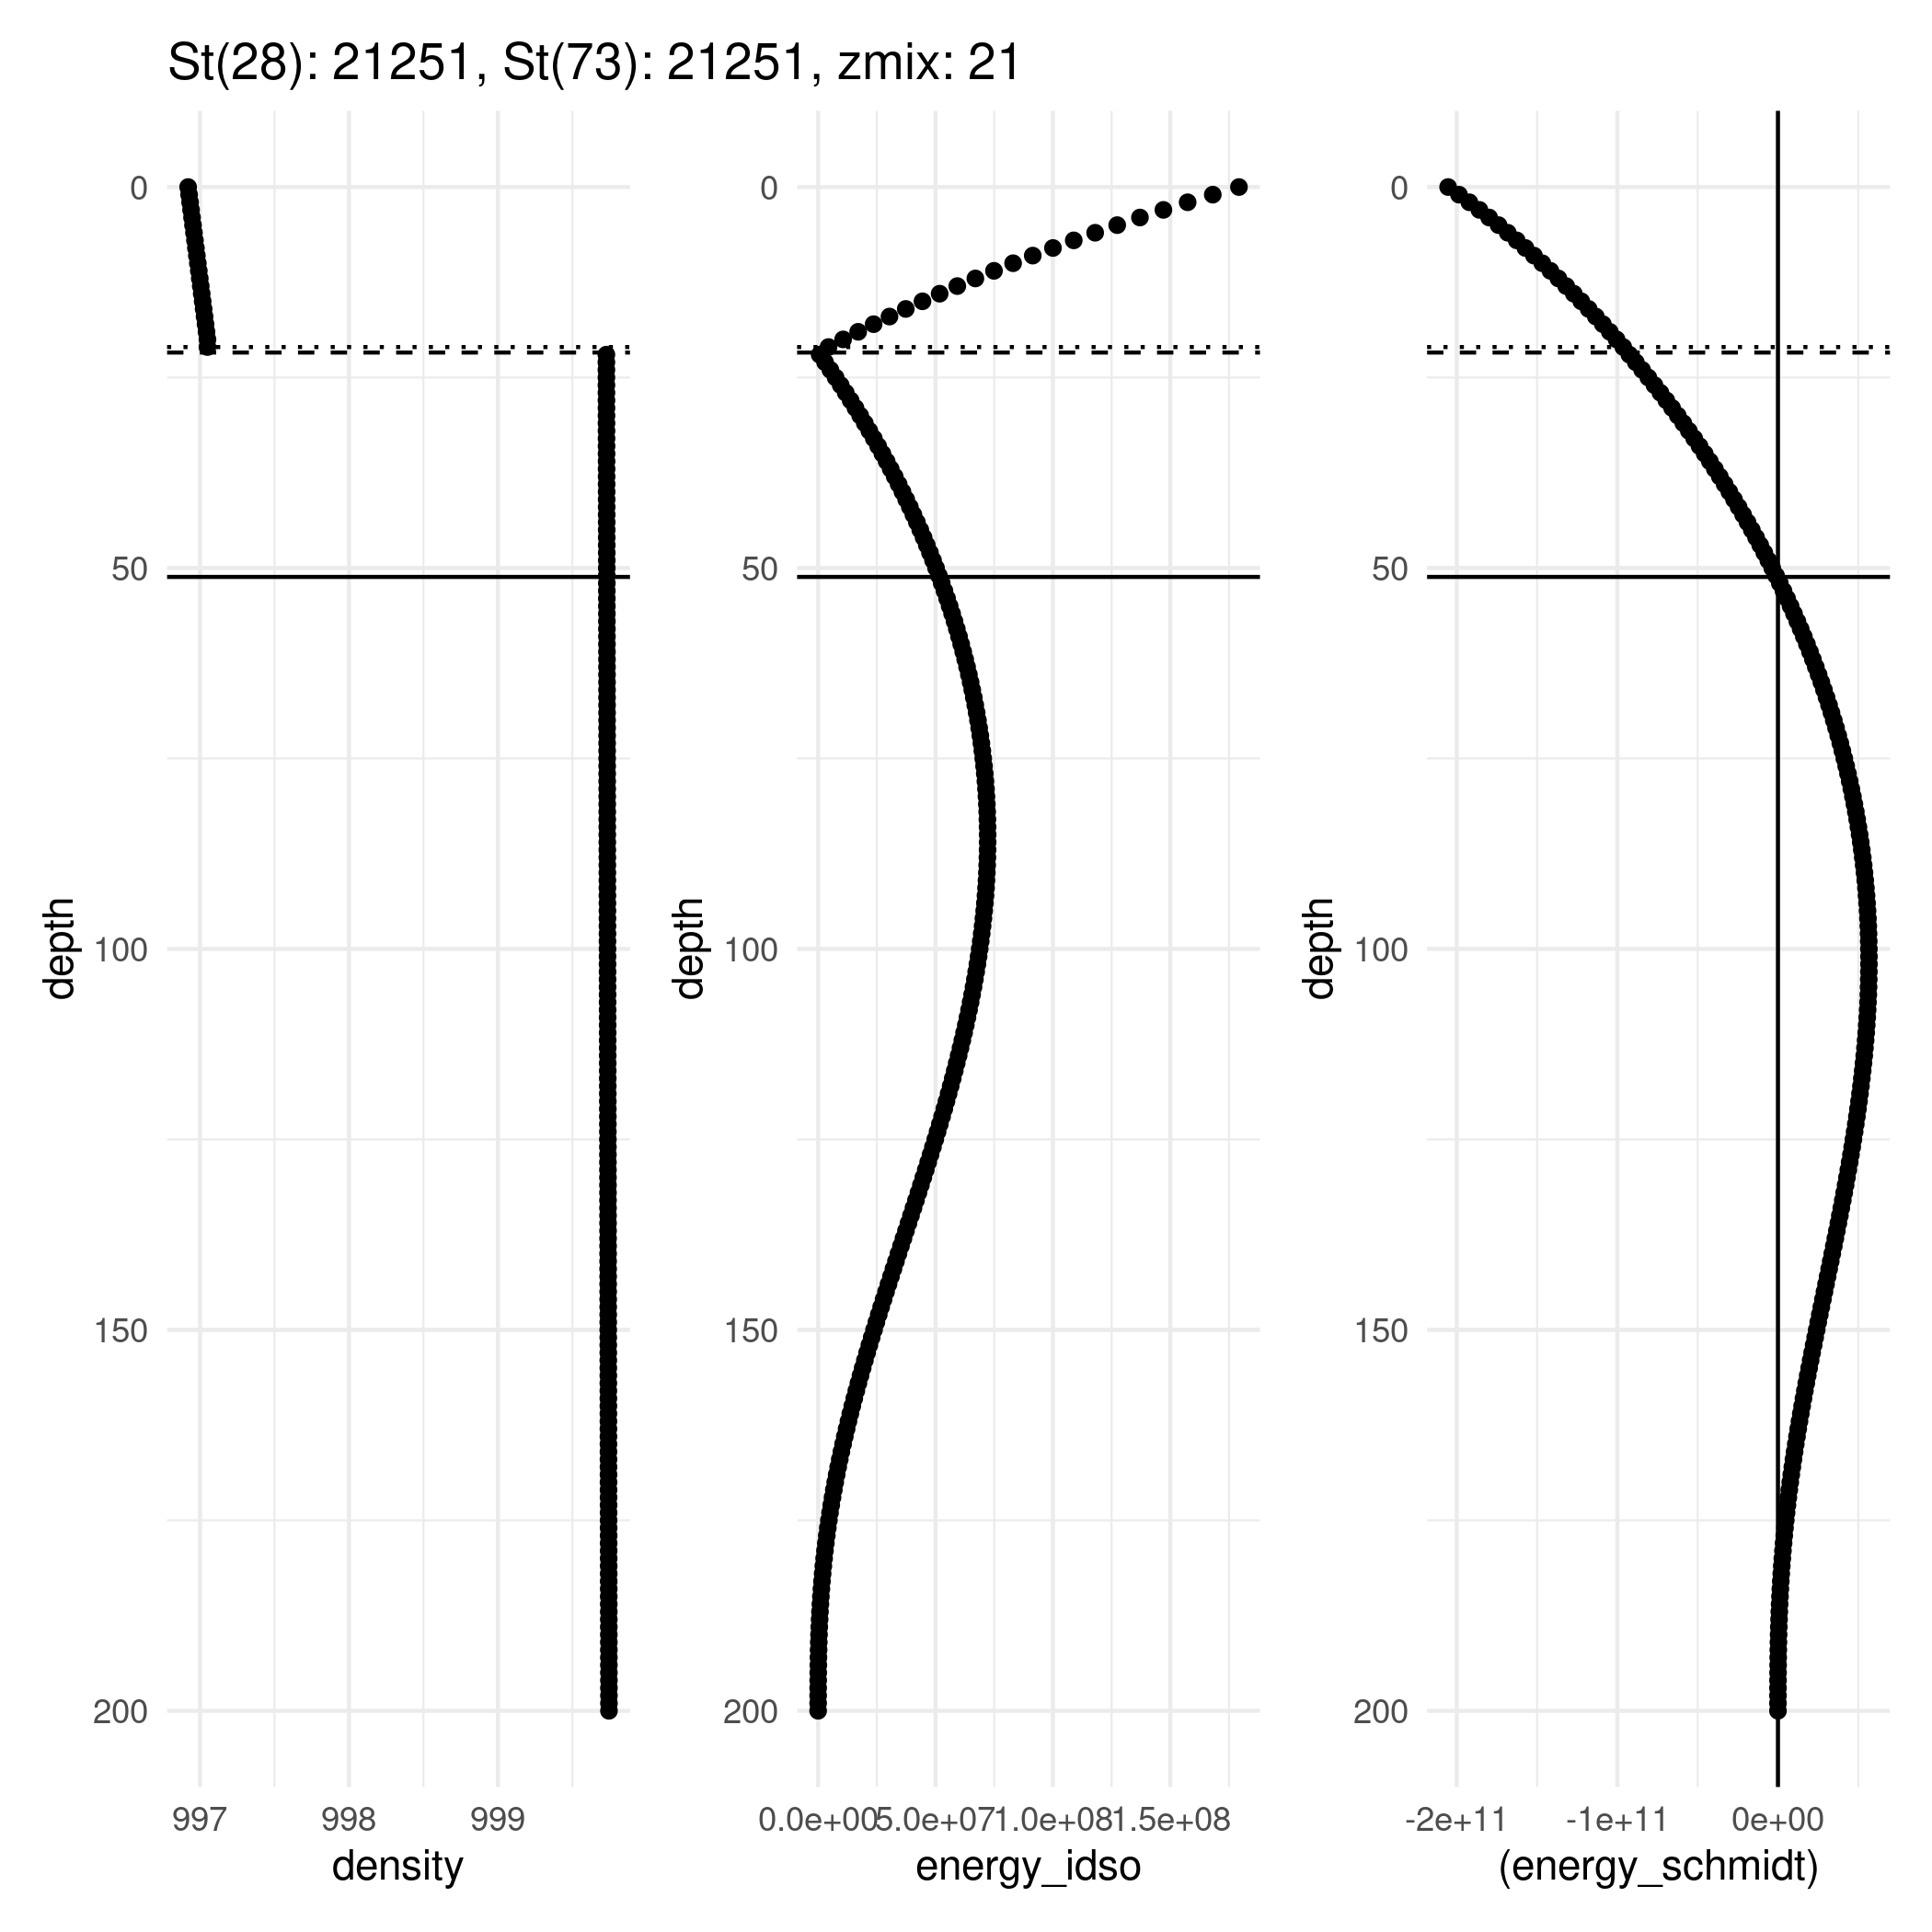 St(28): 21251, St(73): 21251, zmix: 21
0
50
100
150
200
depth
997
998
999
density
0
50
100
150
200
depth
0.0e+00
5.0e+07
1.0e+08
1.5e+08
energy_idso
0
50
100
150
200
depth
-2e+11
-1e+11
0e+00
(energy_schmidt)